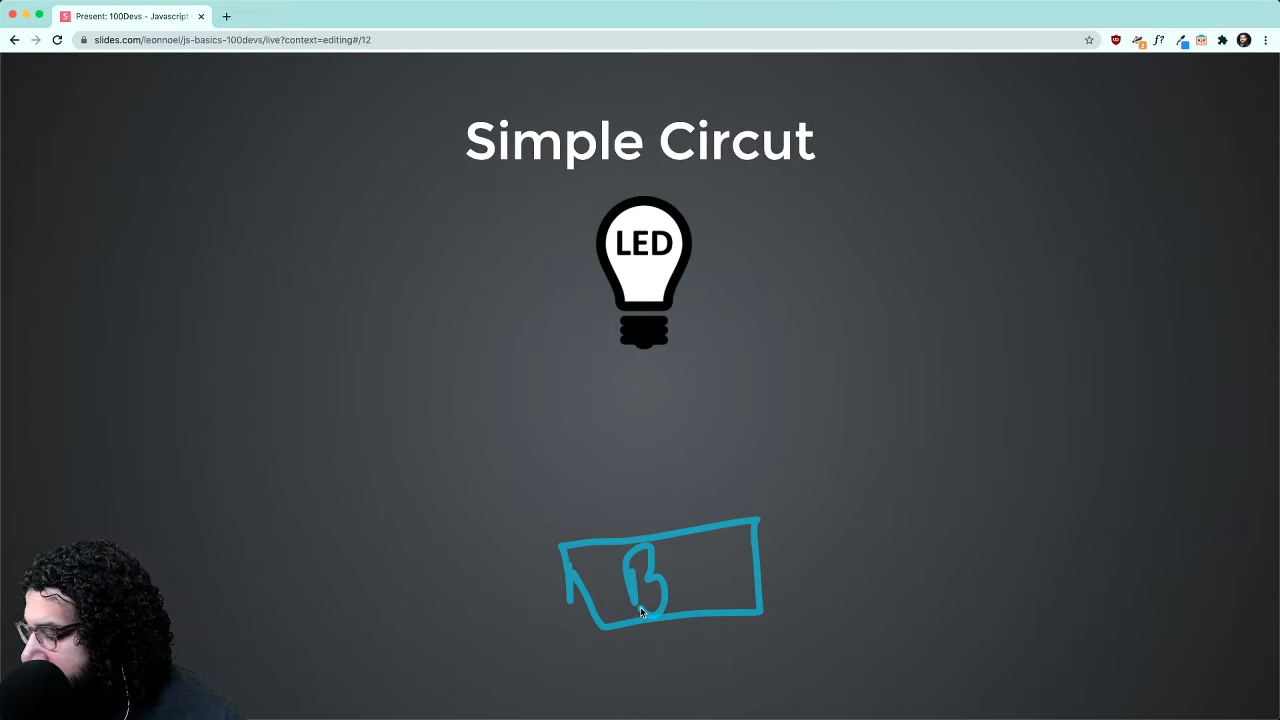 Present: 100Devs - Javascript
slides.com/leonnoel/js-basics-100devs/live?context=editing#/12
f?
Simple Circut
LED
B